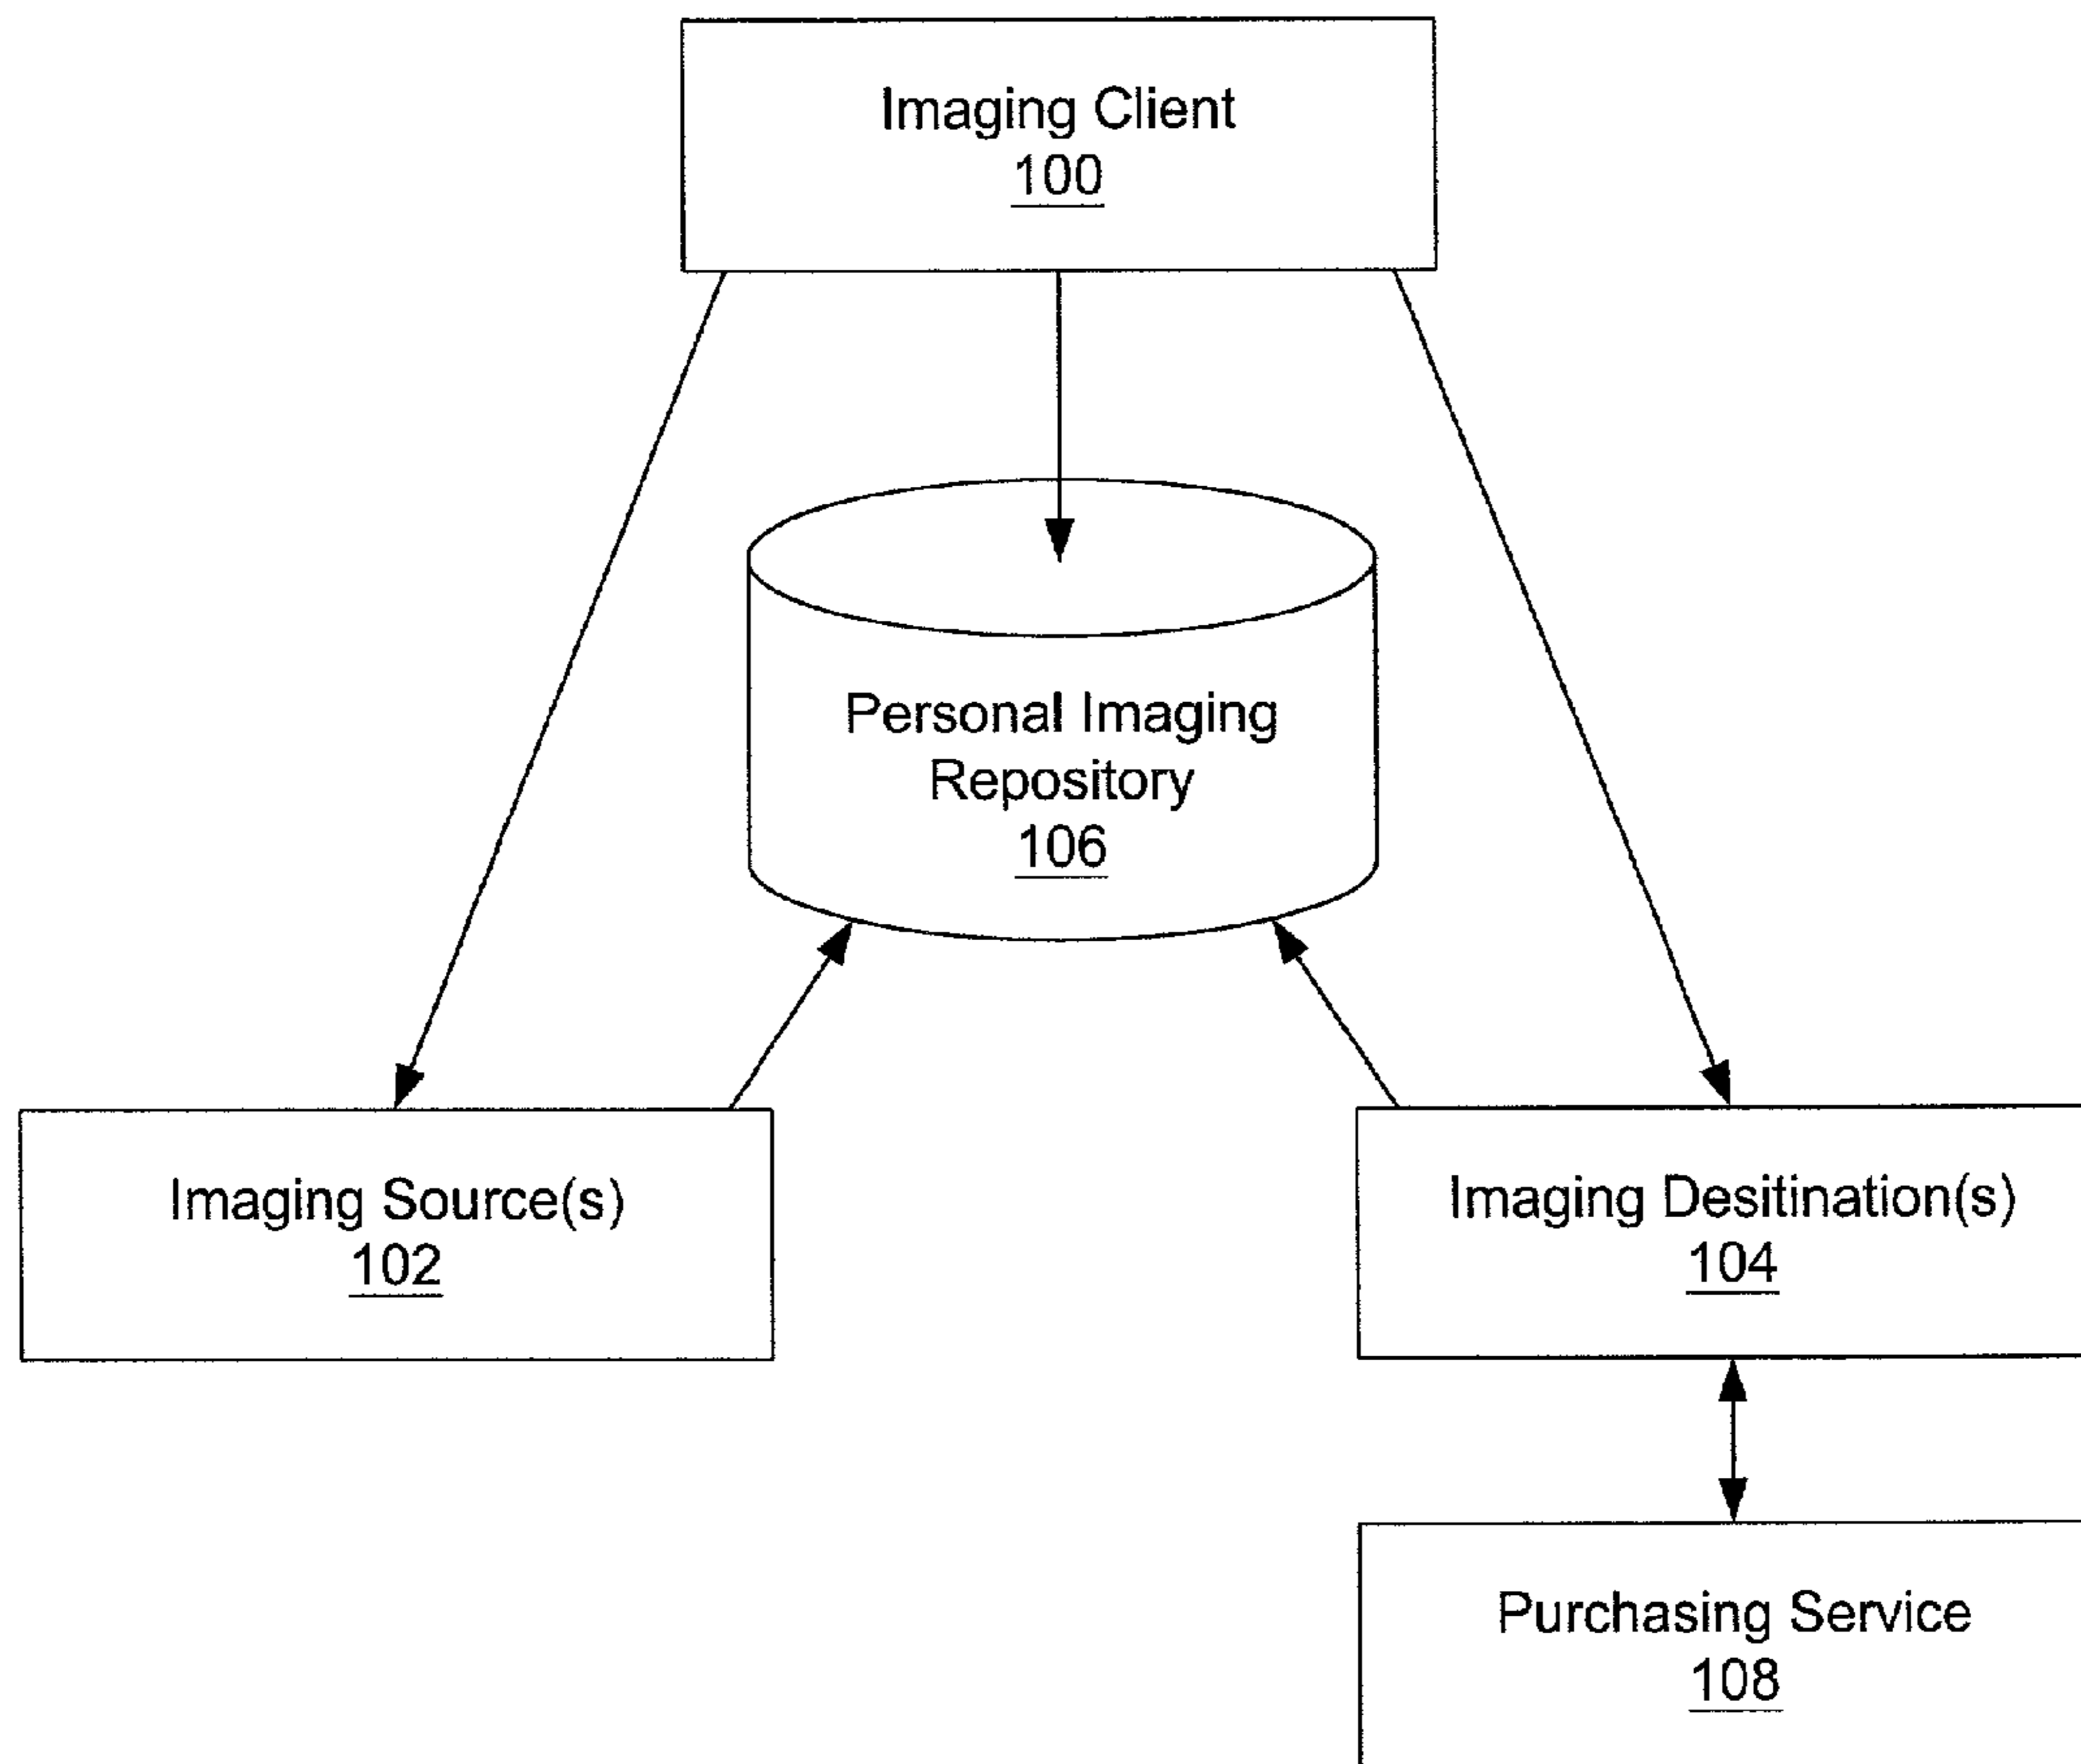 Imaging Client
100
Personal Imaging
Repository
106
Imaging Source(s)
102
Imaging Desitination(s)
104
Purchasing Service
108